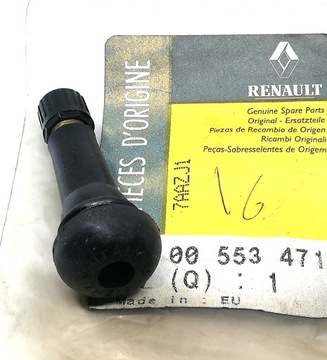 PIÈCES D'ORIGINE
RENAULT
Genuine Spare Parts
Original - Ersatzteile
Piezas de Recambio de Origen
Ricambi Originali
Peças-Sobresselentes de Origem
7AAZJ1
16
00 553 471
(Q) : 1
Made in : EU